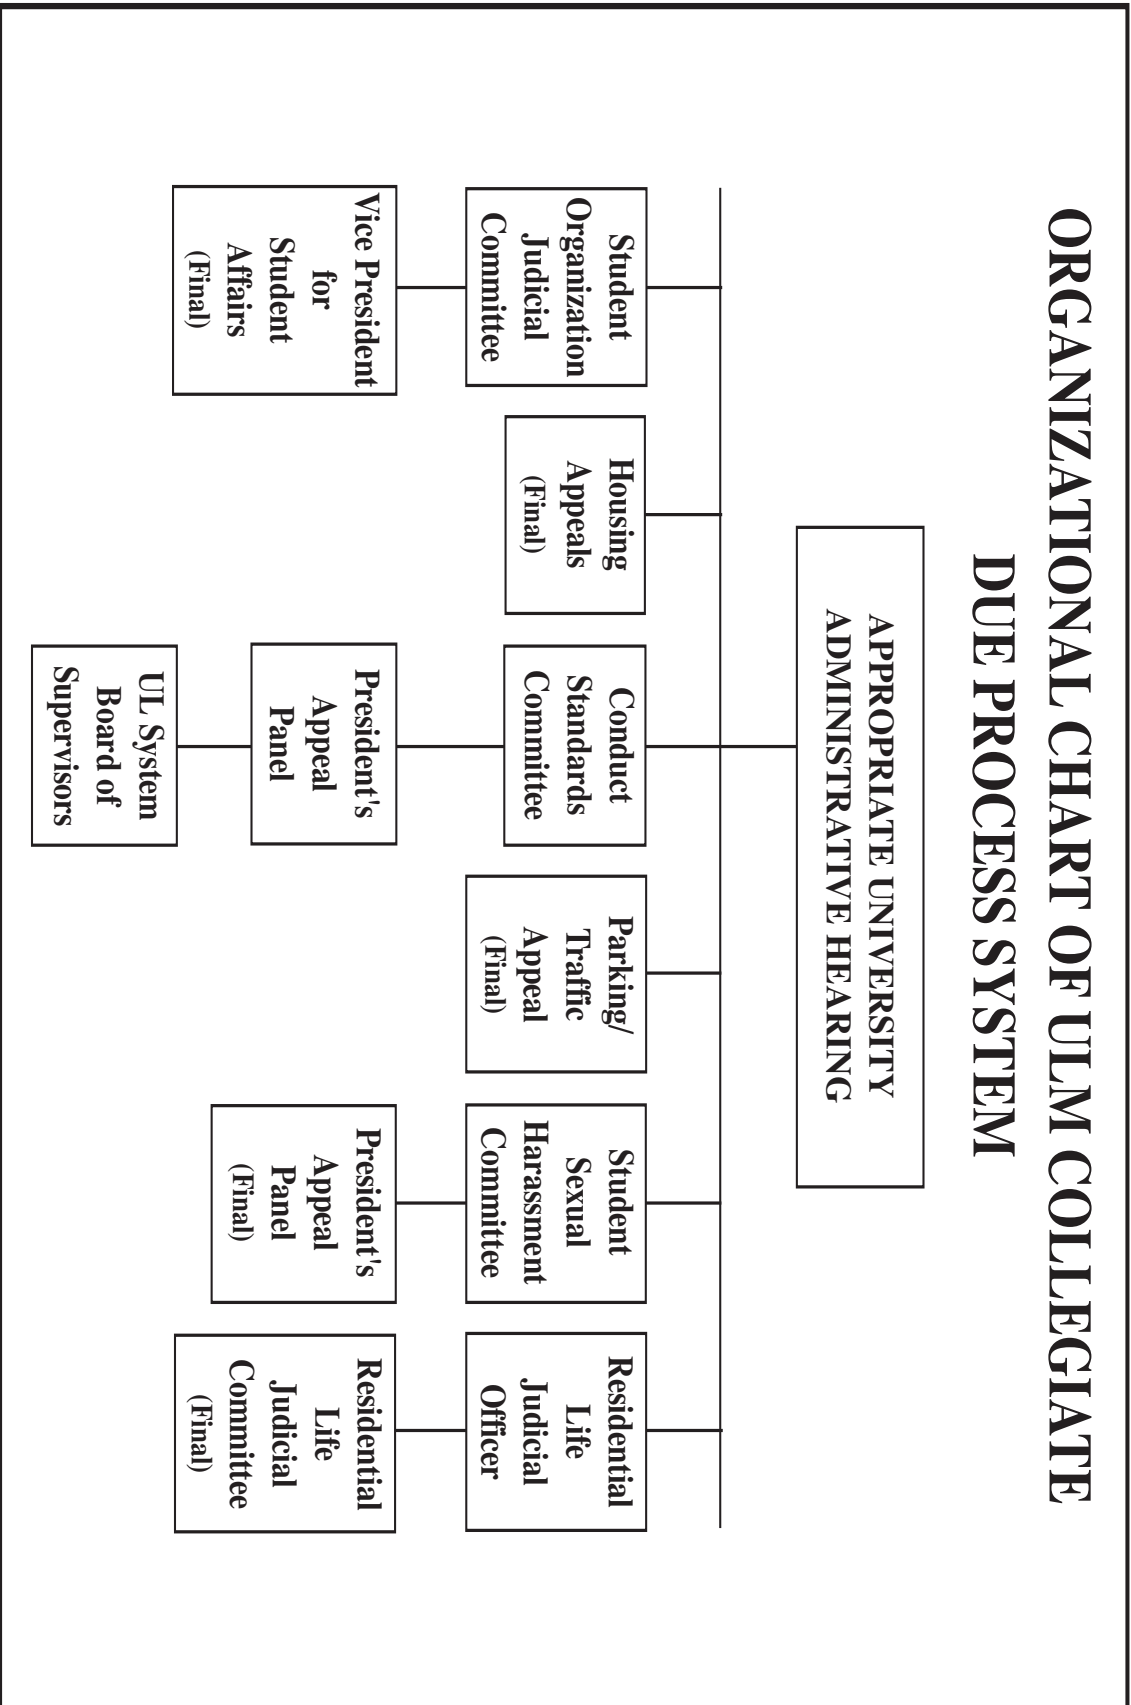 ORGANIZATIONAL CHART OF ULM COLLEGIATE
DUE PROCESS SYSTEM
APPROPRIATE UNIVERSITY
ADMINISTRATIVE HEARING
Student
Organization
Judicial
Committee
Vice President
for
Student
Affairs
(Final)
Housing
Appeals
(Final)
Conduct
Standards
Committee
President's
Appeal
Panel
UL System
Board of
Supervisors
Parking/
Traffic
Appeal
(Final)
Student
Sexual
Harassment
Committee
President's
Appeal
Panel
(Final)
Residential
Life
Judicial
Officer
Residential
Life
Judicial
Committee
(Final)